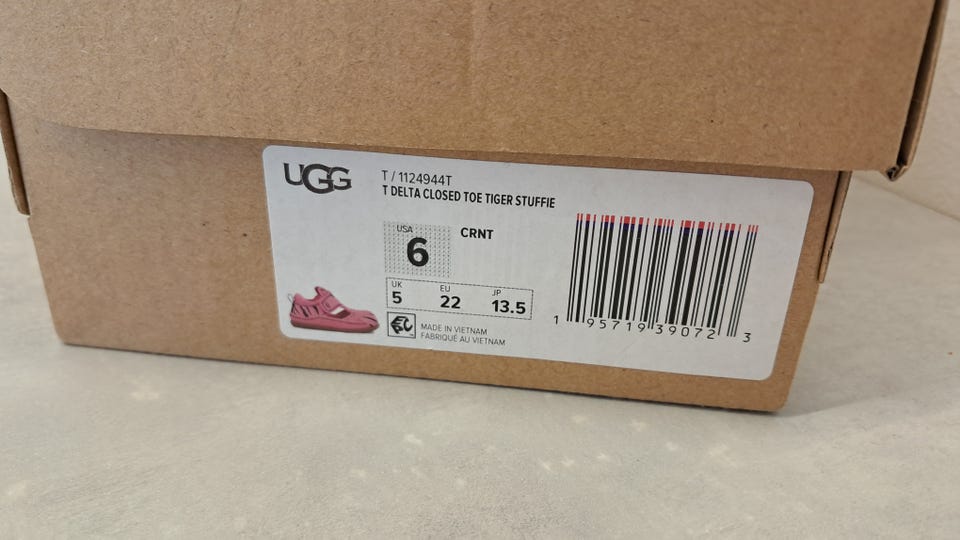 UGG
T / 1124944T
T DELTA CLOSED TOE TIGER STUFFIE
USA
6
CRNT
UK EU JP
5 22 13.5
MADE IN VIETNAM
FABRIQUÉ AU VIETNAM
1 95719 39072 3